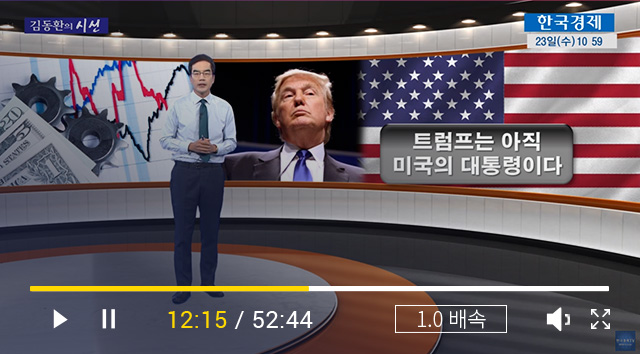 김동환의 시선
한국경제
23일(수) 10 59
트럼프는 아직
미국의 대통령이다
STATES
12:15 / 52:44
1.0 배속